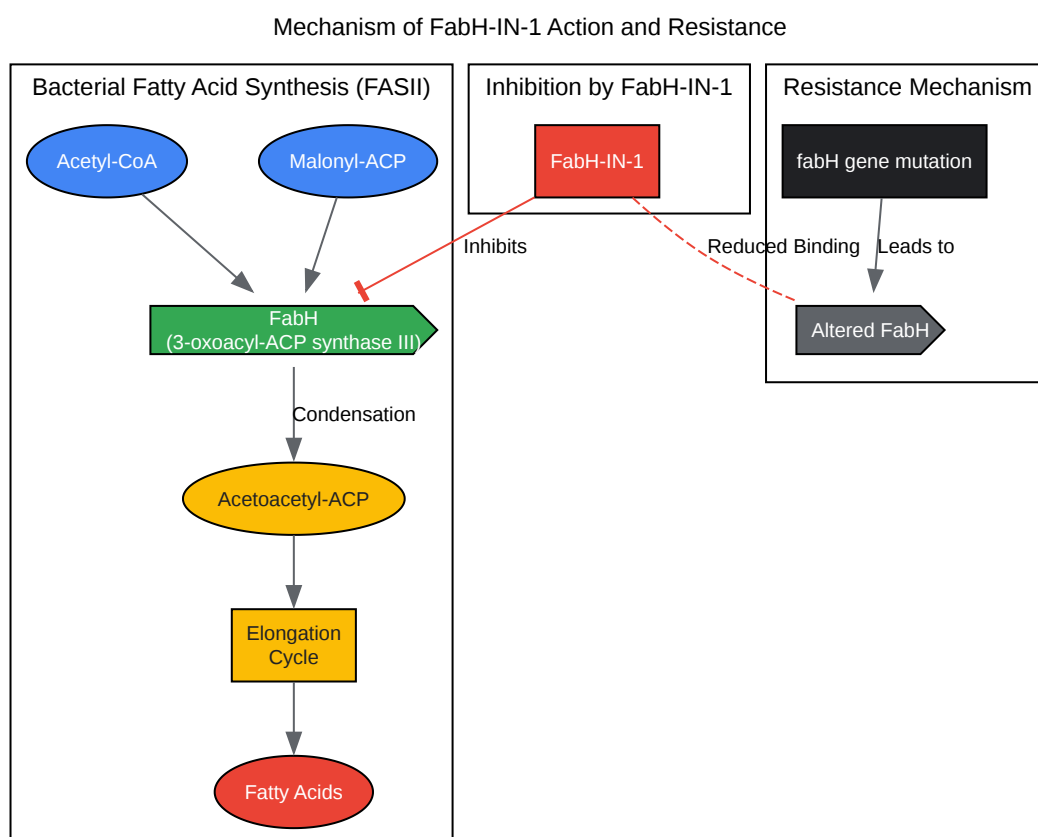 Mechanism of FabH-IN-1 Action and Resistance
Bacterial Fatty Acid Synthesis (FASII)
Acetyl-CoA
Malonyl-ACP
FabH
(3-oxoacyl-ACP synthase III)
Condensation
Acetoacetyl-ACP
Elongation
Cycle
Fatty Acids
Inhibition by FabH-IN-1
FabH-IN-1
Inhibits
Reduced Binding
Resistance Mechanism
fabH gene mutation
Leads to
Altered FabH